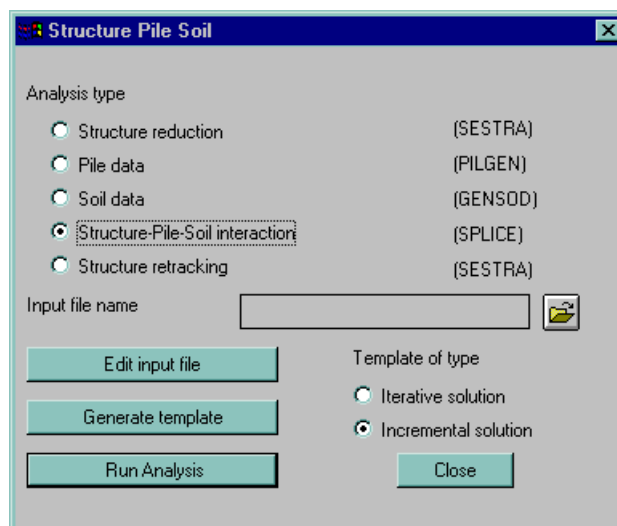 Structure Pile Soil
Analysis type
Structure reduction (SESTRA)
Pile data (PILGEN)
Soil data (GENSOD)
Structure-Pile-Soil interaction (SPLICE)
Structure retracking (SESTRA)
Input file name
Edit input file
Template of type
Iterative solution
Generate template
Incremental solution
Run Analysis
Close